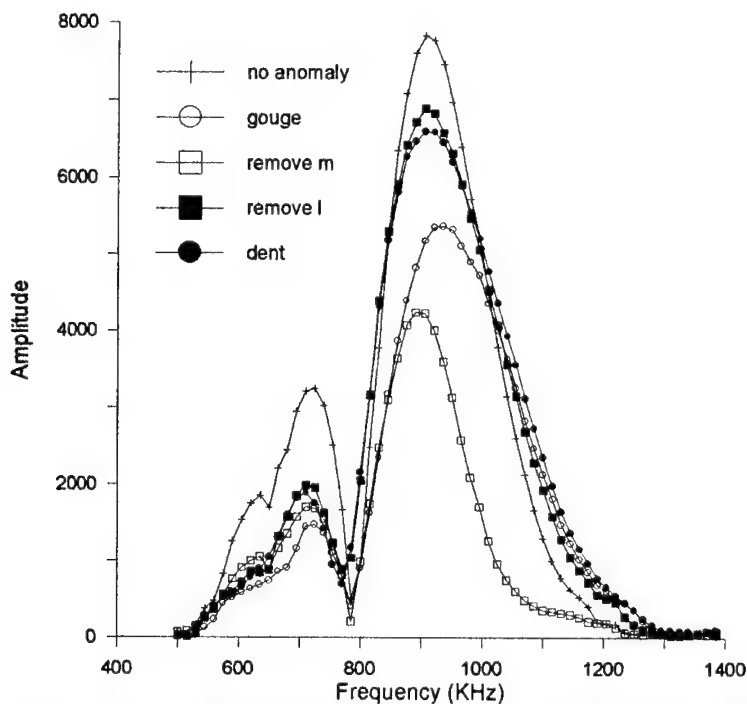 8000
6000
4000
2000
0
Amplitude
no anomaly
gouge
remove m
remove l
dent
400 600 800 1000 1200 1400
Frequency (KHz)